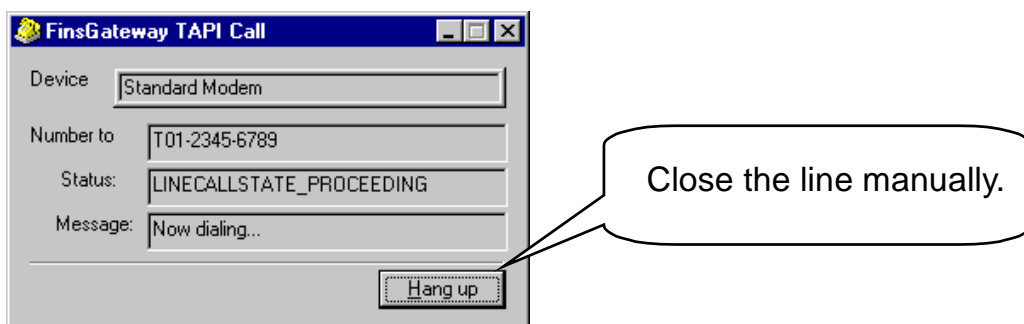 FinsGateway TAPI Call
Device Standard Modem
Number to T01-2345-6789
Status: LINECALLSTATE_PROCEEDING
Message: Now dialing...
Hang up
Close the line manually.